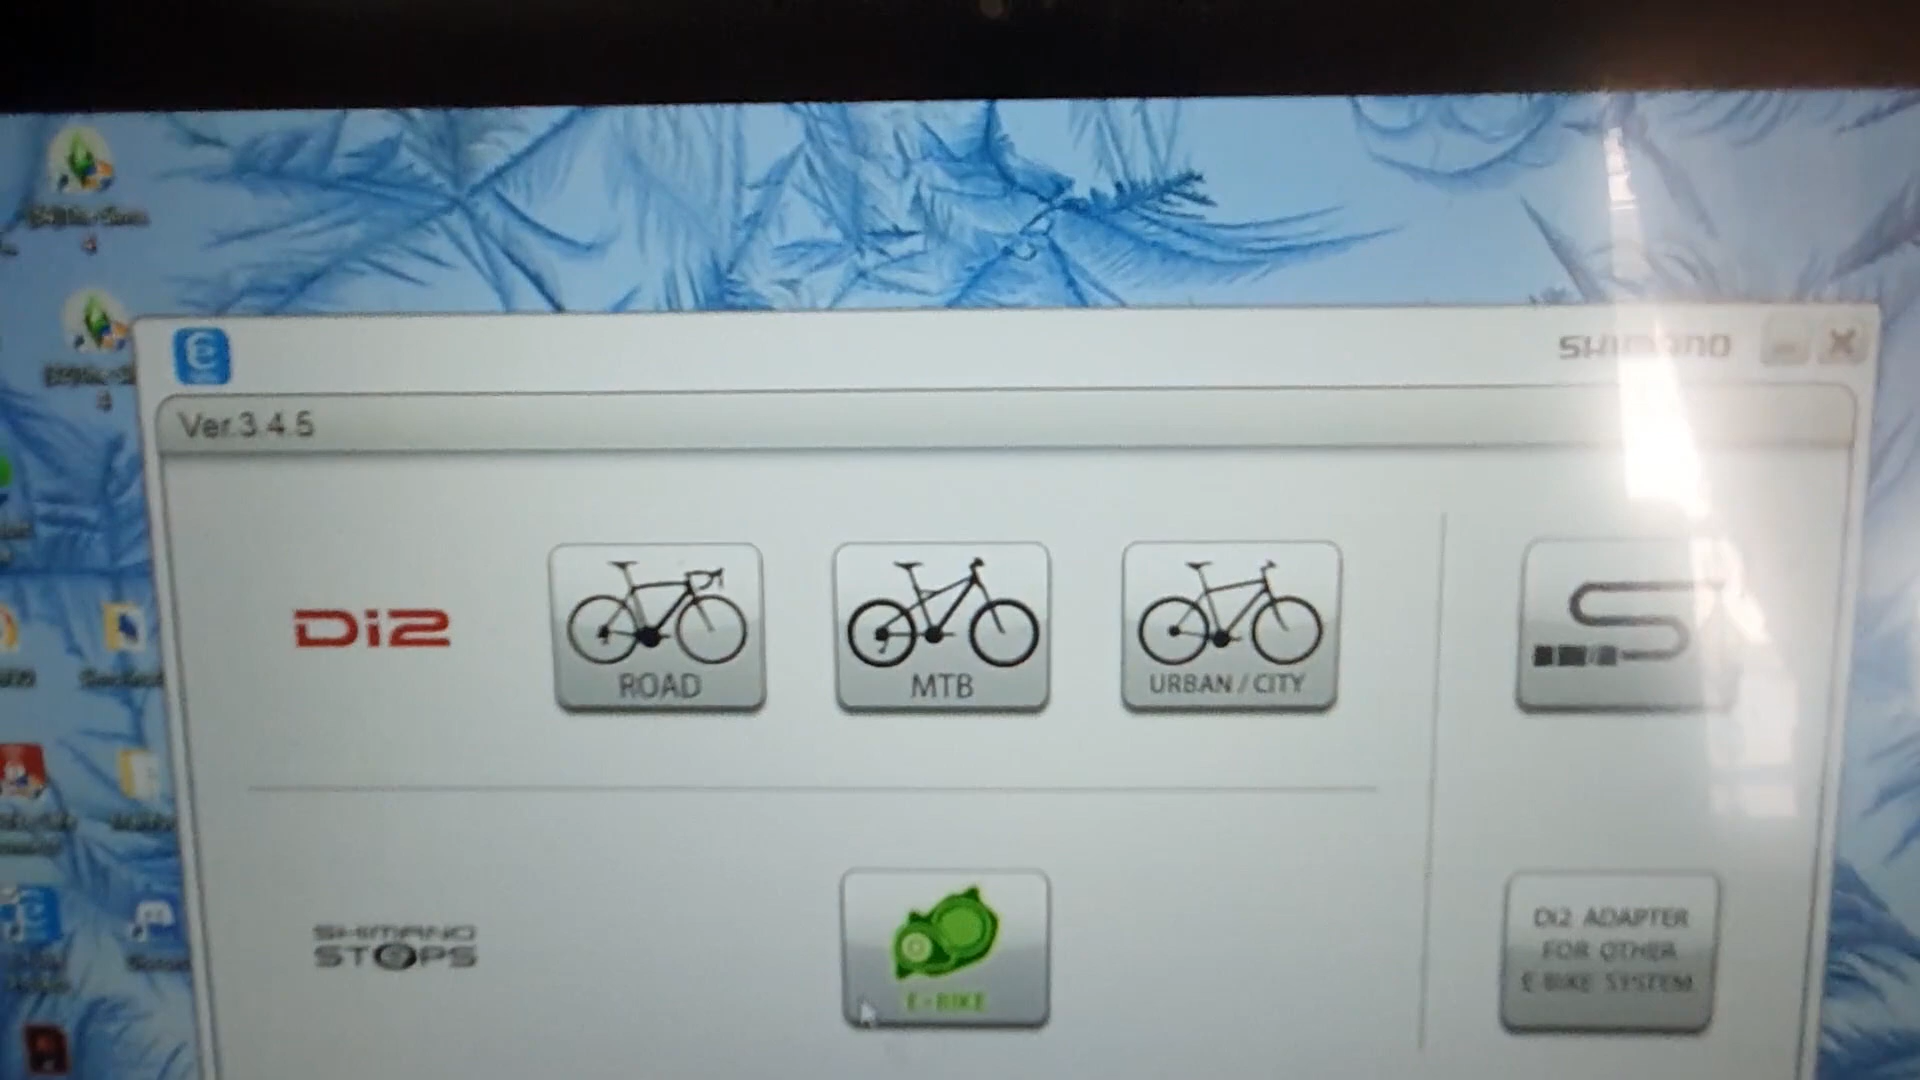 SHIMANO
Ver.3.4.5
Di2
ROAD
MTB
URBAN / CITY
SHIMANO
STEPS
E-BIKE
Di2 ADAPTER
FOR OTHER
E-BIKE SYSTEM